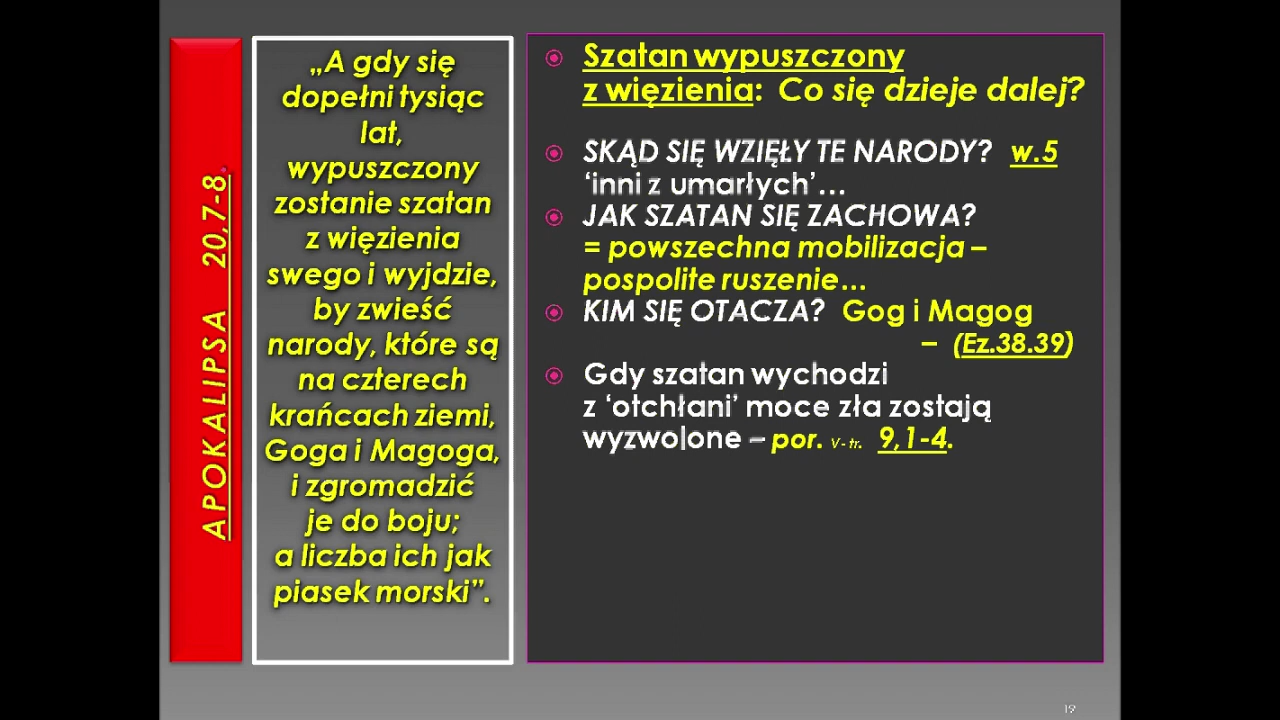 APOKALIPSA 20,7-8.
„A gdy się
dopełni tysiąc
lat,
wypuszczony
zostanie szatan
z więzienia
swego i wyjdzie,
by zwieść
narody, które są
na czterech
krańcach ziemi,
Goga i Magoga,
i zgromadzić
je do boju;
a liczba ich jak
piasek morski”.
Szatan wypuszczony
z więzienia: Co się dzieje dalej?
SKĄD SIĘ WZIĘŁY TE NARODY? w.5
‘inni z umarłych’…
JAK SZATAN SIĘ ZACHOWA?
= powszechna mobilizacja –
pospolite ruszenie…
KIM SIĘ OTACZA? Gog i Magog
– (Ez.38.39)
Gdy szatan wychodzi
z ‘otchłani’ moce zła zostają
wyzwolone – por. V-tr. 9,1-4.
19